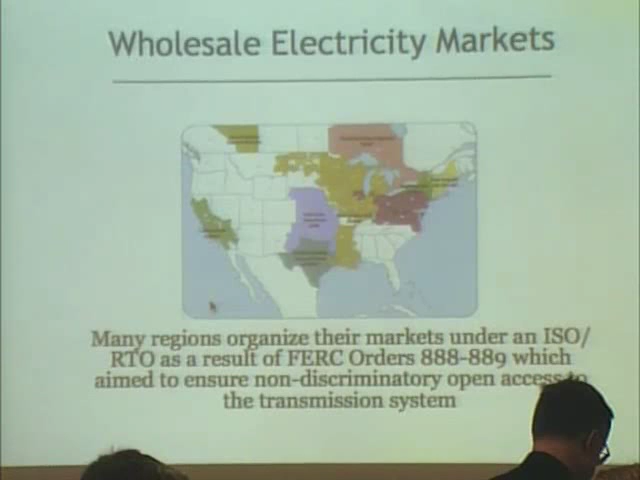 Wholesale Electricity Markets
Many regions organize their markets under an ISO/
RTO as a result of FERC Orders 888-889 which
aimed to ensure non-discriminatory open access to
the transmission system